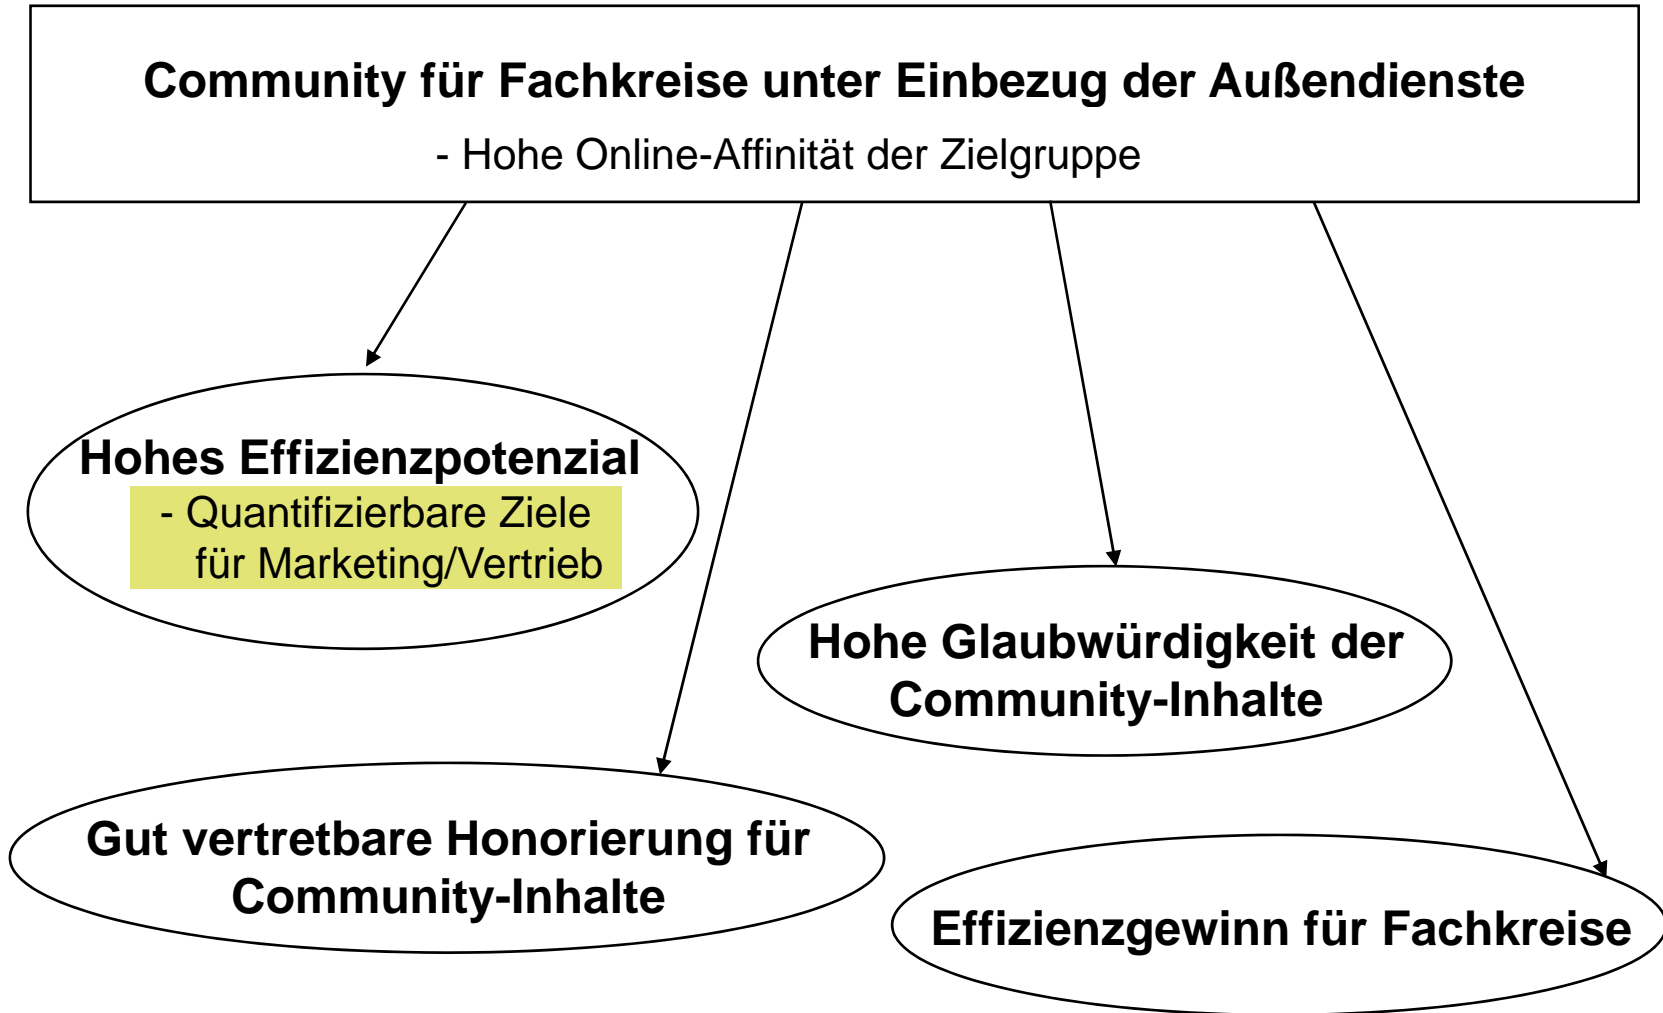 Community für Fachkreise unter Einbezug der Außendienste
- Hohe Online-Affinität der Zielgruppe
Hohes Effizienzpotenzial
- Quantifizierbare Ziele
für Marketing/Vertrieb
Hohe Glaubwürdigkeit der
Community-Inhalte
Gut vertretbare Honorierung für
Community-Inhalte
Effizienzgewinn für Fachkreise